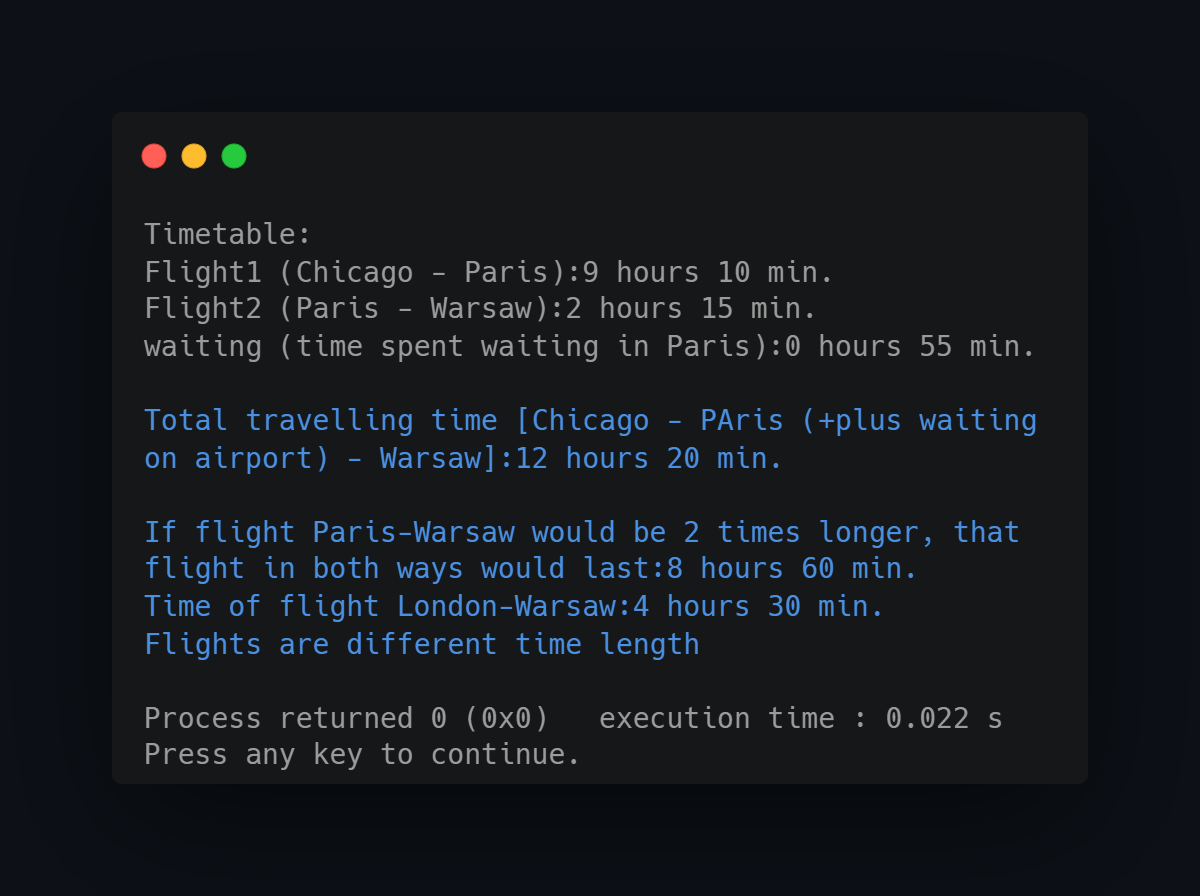 Timetable:
Flight1 (Chicago - Paris):9 hours 10 min.
Flight2 (Paris - Warsaw):2 hours 15 min.
waiting (time spent waiting in Paris):0 hours 55 min.
Total travelling time [Chicago - PAris (+plus waiting
on airport) - Warsaw]:12 hours 20 min.
If flight Paris-Warsaw would be 2 times longer, that
flight in both ways would last:8 hours 60 min.
Time of flight London-Warsaw:4 hours 30 min.
Flights are different time length
Process returned 0 (0x0)   execution time : 0.022 s
Press any key to continue.